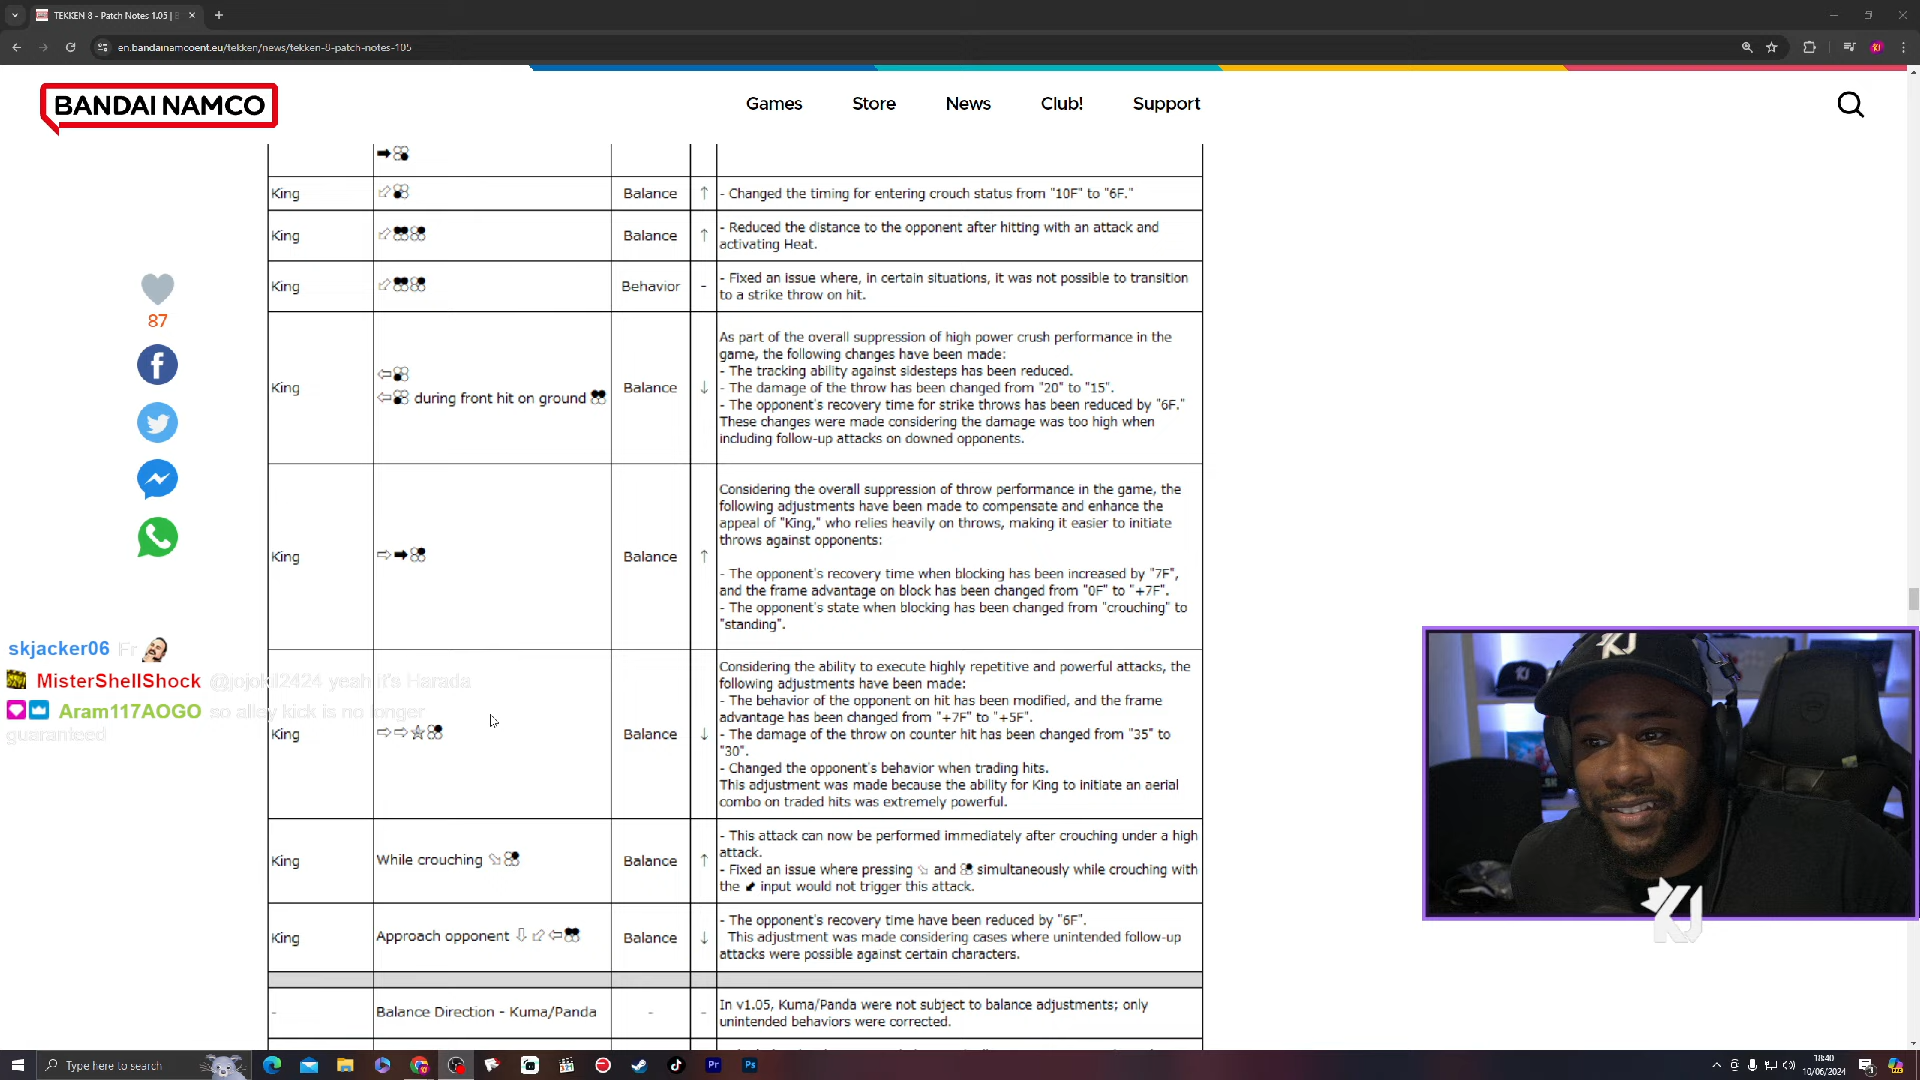 TEKKEN 8 - Patch Notes 1.05 |
en.bandainamcoent.eu/tekken/news/tekken-8-patch-notes-105
BANDAI NAMCO
Games
Store
News
Club!
Support
King
Balance
↑
- Changed the timing for entering crouch status from "10F" to "6F."
King
Balance
↑
- Reduced the distance to the opponent after hitting with an attack and
activating Heat.
King
Behavior
-
- Fixed an issue where, in certain situations, it was not possible to transition
to a strike throw on hit.
King
during front hit on ground
Balance
↓
As part of the overall suppression of high power crush performance in the
game, the following changes have been made:
- The tracking ability against sidesteps has been reduced.
- The damage of the throw has been changed from "20" to "15".
- The opponent's recovery time for strike throws has been reduced by "6F."
These changes were made considering the damage was too high when
including follow-up attacks on downed opponents.
King
Balance
↑
Considering the overall suppression of throw performance in the game, the
following adjustments have been made to compensate and enhance the
appeal of "King," who relies heavily on throws, making it easier to initiate
throws against opponents:
- The opponent's recovery time when blocking has been increased by "7F",
and the frame advantage on block has been changed from "0F" to "+7F".
- The opponent's state when blocking has been changed from "crouching" to
"standing".
King
⇨⇨☆
Balance
↓
Considering the ability to execute highly repetitive and powerful attacks, the
following adjustments have been made:
- The behavior of the opponent on hit has been modified, and the frame
advantage has been changed from "+7F" to "+5F".
- The damage of the throw on counter hit has been changed from "35" to
"30".
- Changed the opponent's behavior when trading hits.
This adjustment was made because the ability for King to initiate an aerial
combo on traded hits was extremely powerful.
King
While crouching
Balance
↑
- This attack can now be performed immediately after crouching under a high
attack.
- Fixed an issue where pressing ⬂ and simultaneously while crouching with
the ⬋ input would not trigger this attack.
King
Approach opponent
Balance
↓
- The opponent's recovery time have been reduced by "6F".
This adjustment was made considering cases where unintended follow-up
attacks were possible against certain characters.
-
Balance Direction - Kuma/Panda
-
-
In v1.05, Kuma/Panda were not subject to balance adjustments; only
unintended behaviors were corrected.
87
skjacker06 Fr
MisterShellShock @jojokil2424 yeah it's Harada
Aram117AOGO so alley kick is no longer
guaranteed
KJ
KJ
Type here to search
18:40
10/06/2024